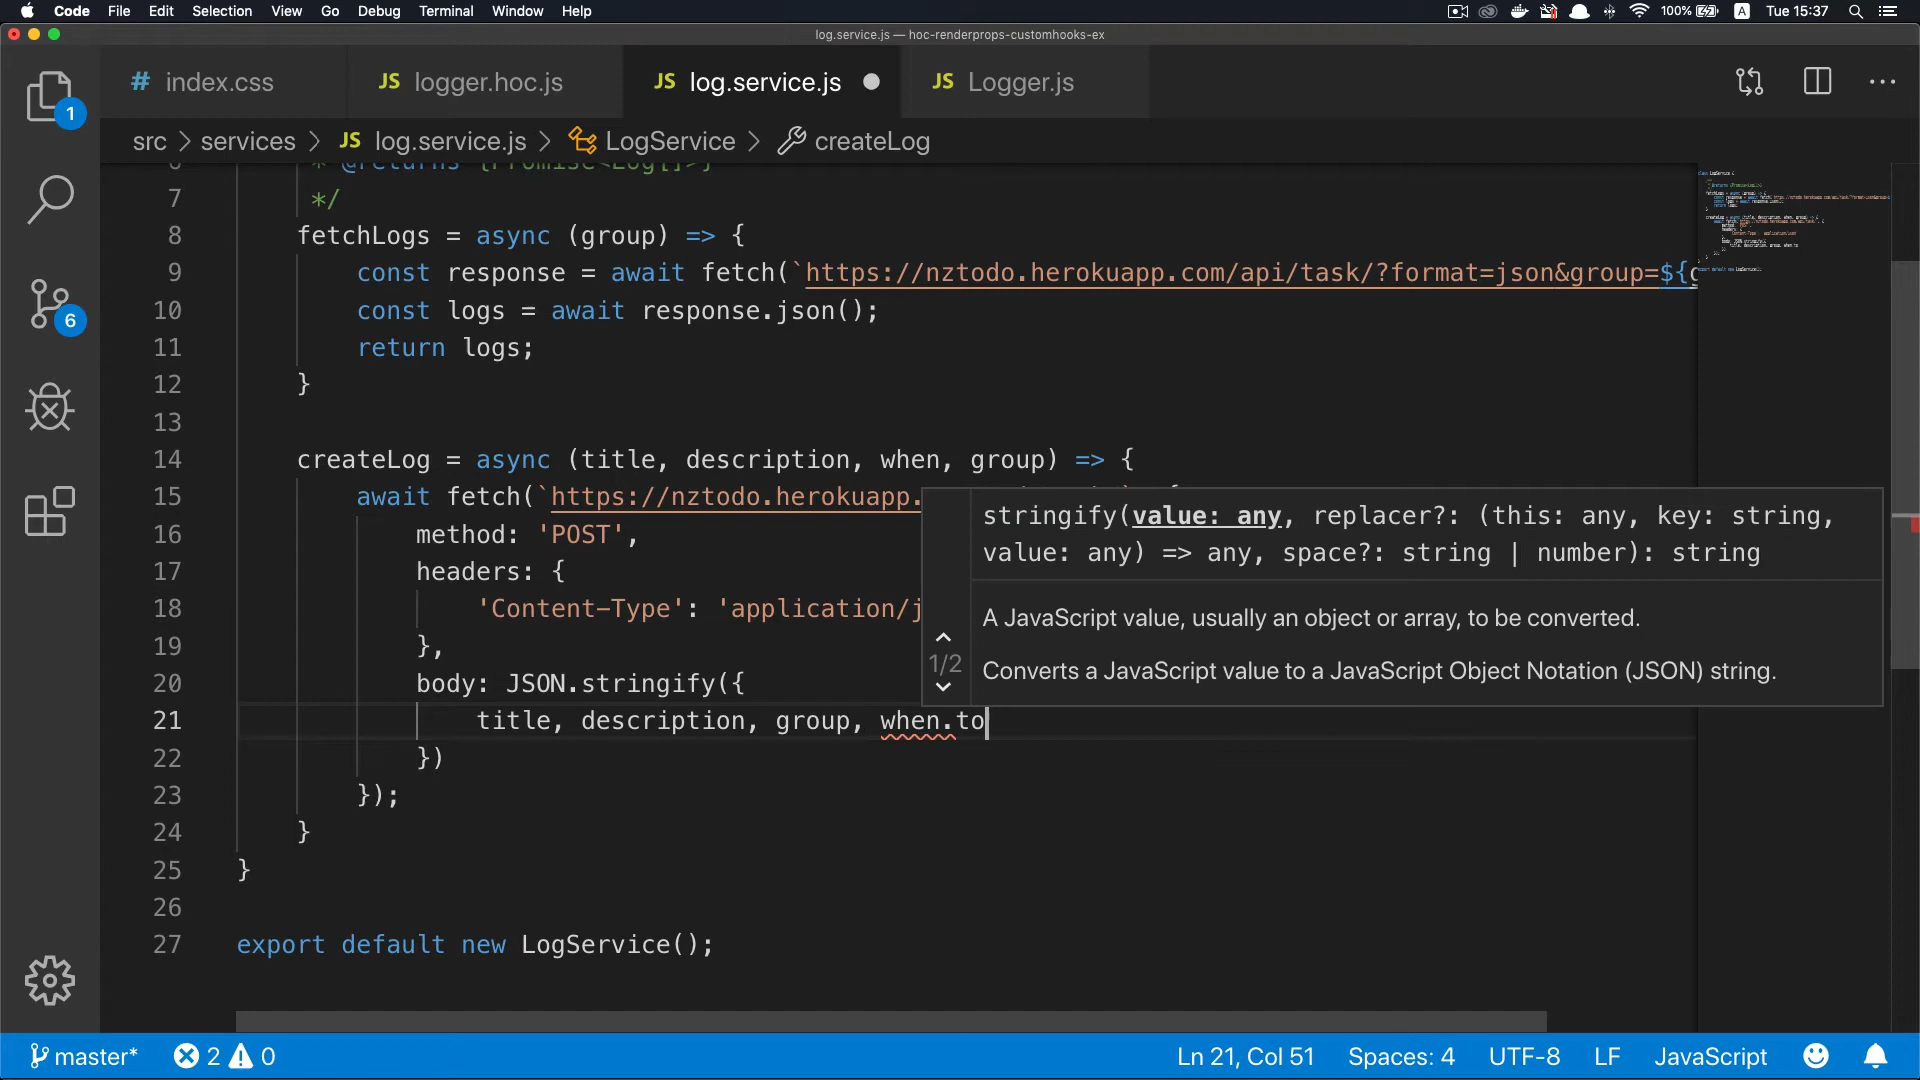 Code File Edit Selection View Go Debug Terminal Window Help 100% A Tue 15:37
log.service.js — hoc-renderprops-customhooks-ex
# index.css JS logger.hoc.js JS log.service.js JS Logger.js
src > services > JS log.service.js > LogService > createLog
1
6
* @returns {Promise<Log[]>}
7 */
8 fetchLogs = async (group) => {
9 const response = await fetch(`https://nztodo.herokuapp.com/api/task/?format=json&group=${g
10 const logs = await response.json();
11 return logs;
12 }
13
14 createLog = async (title, description, when, group) => {
15 await fetch(`https://nztodo.herokuapp.
16 method: 'POST',
17 headers: {
18 'Content-Type': 'application/j
19 },
20 body: JSON.stringify({
21 title, description, group, when.to
22 })
23 });
24 }
25 }
26
27 export default new LogService();
stringify(value: any, replacer?: (this: any, key: string,
value: any) => any, space?: string | number): string
A JavaScript value, usually an object or array, to be converted.
1/2
Converts a JavaScript value to a JavaScript Object Notation (JSON) string.
master* 2 0 Ln 21, Col 51 Spaces: 4 UTF-8 LF JavaScript